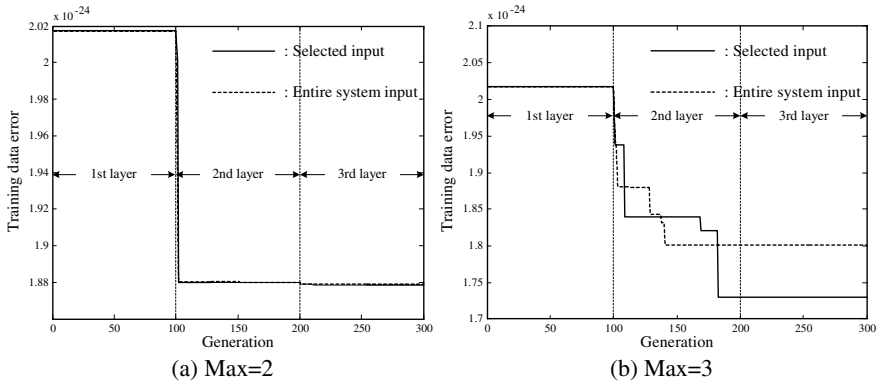 x 10^-24
2.02
2
1.98
1.96
1.94
1.92
1.9
1.88
Training data error
: Selected input
: Entire system input
1st layer
2nd layer
3rd layer
0 50 100 150 200 250 300
Generation
(a) Max=2
x 10^-24
2.1
2.05
2
1.95
1.9
1.85
1.8
1.75
1.7
Training data error
: Selected input
: Entire system input
1st layer
2nd layer
3rd layer
0 50 100 150 200 250 300
Generation
(b) Max=3